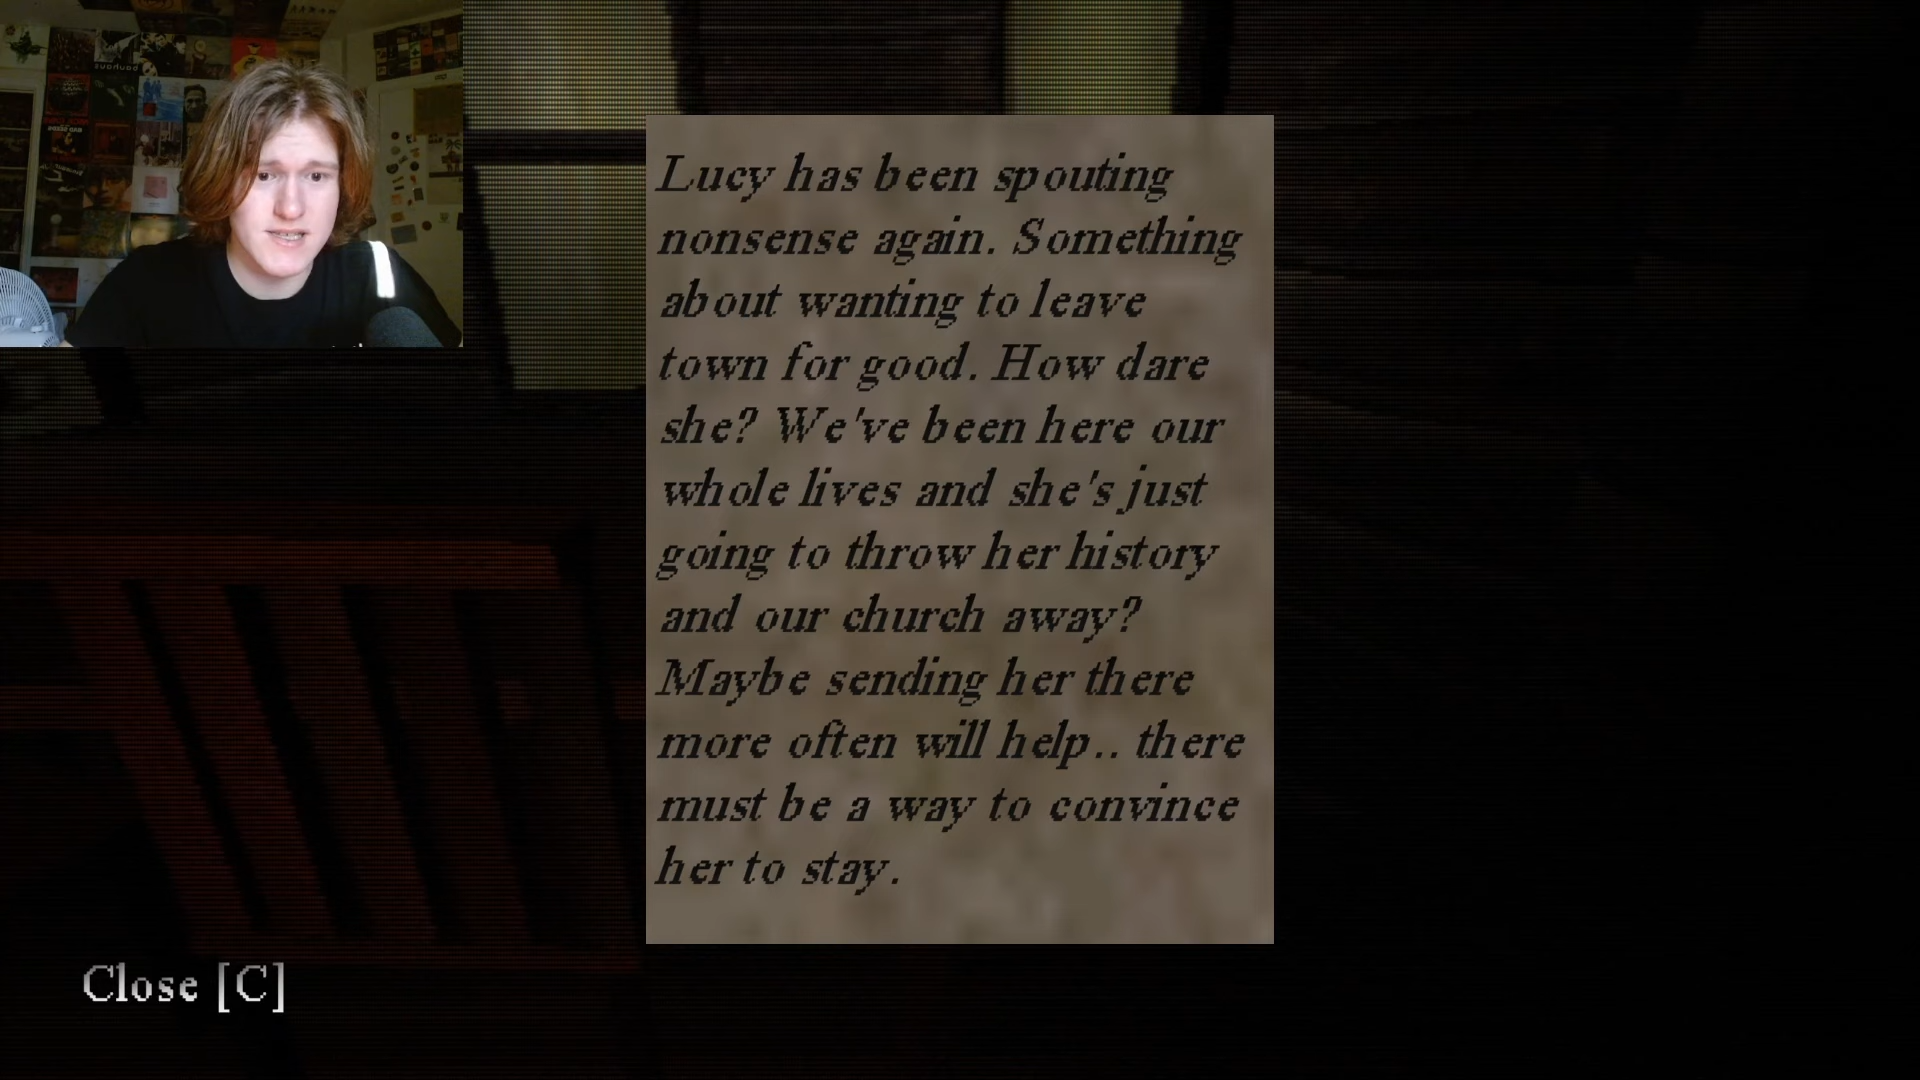 Lucy has been spouting
nonsense again. Something
about wanting to leave
town for good. How dare
she? We've been here our
whole lives and she's just
going to throw her history
and our church away?
Maybe sending her there
more often will help.. there
must be a way to convince
her to stay.
Close [C]